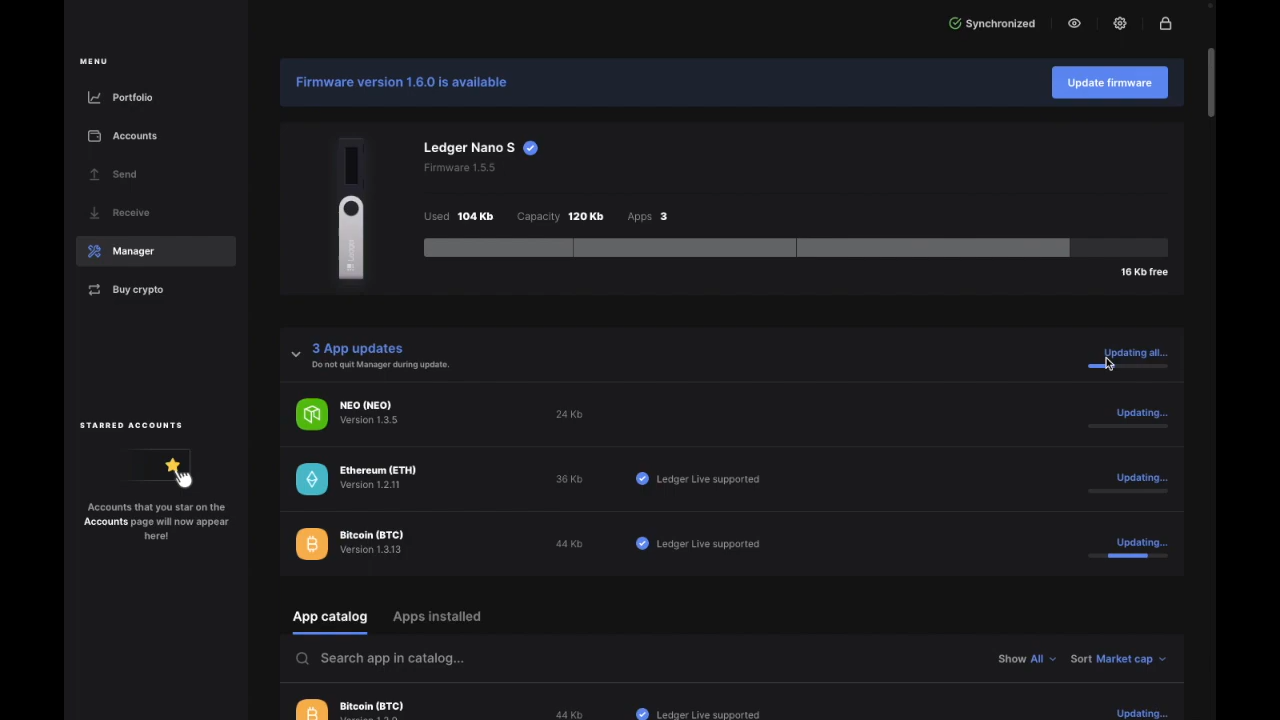 Synchronized
MENU
Portfolio
Accounts
Send
Receive
Manager
Buy crypto
STARRED ACCOUNTS
Accounts that you star on the
Accounts page will now appear
here!
Firmware version 1.6.0 is available
Update firmware
Ledger Nano S
Firmware 1.5.5
Used 104 Kb Capacity 120 Kb Apps 3
16 Kb free
3 App updates
Do not quit Manager during update.
Updating all...
NEO (NEO)
Version 1.3.5
24 Kb
Updating...
Ethereum (ETH)
Version 1.2.11
36 Kb
Ledger Live supported
Updating...
Bitcoin (BTC)
Version 1.3.13
44 Kb
Ledger Live supported
Updating...
App catalog
Apps installed
Search app in catalog...
Show All
Sort Market cap
Bitcoin (BTC)
44 Kb
Ledger Live supported
Updating...